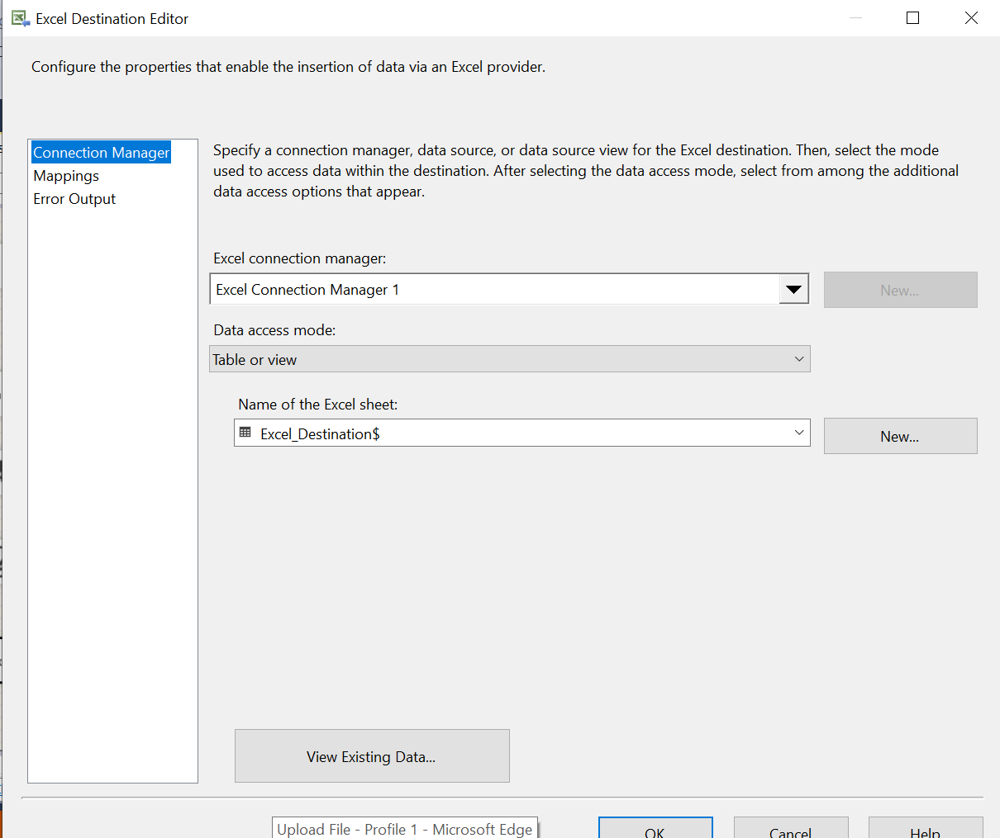 Excel Destination Editor
Configure the properties that enable the insertion of data via an Excel provider.
Connection Manager
Mappings
Error Output
Specify a connection manager, data source, or data source view for the Excel destination. Then, select the mode
used to access data within the destination. After selecting the data access mode, select from among the additional
data access options that appear.
Excel connection manager:
Excel Connection Manager 1
New...
Data access mode:
Table or view
Name of the Excel sheet:
Excel_Destination$
New...
View Existing Data...
Upload File - Profile 1 - Microsoft Edge
OK
Cancel
Help